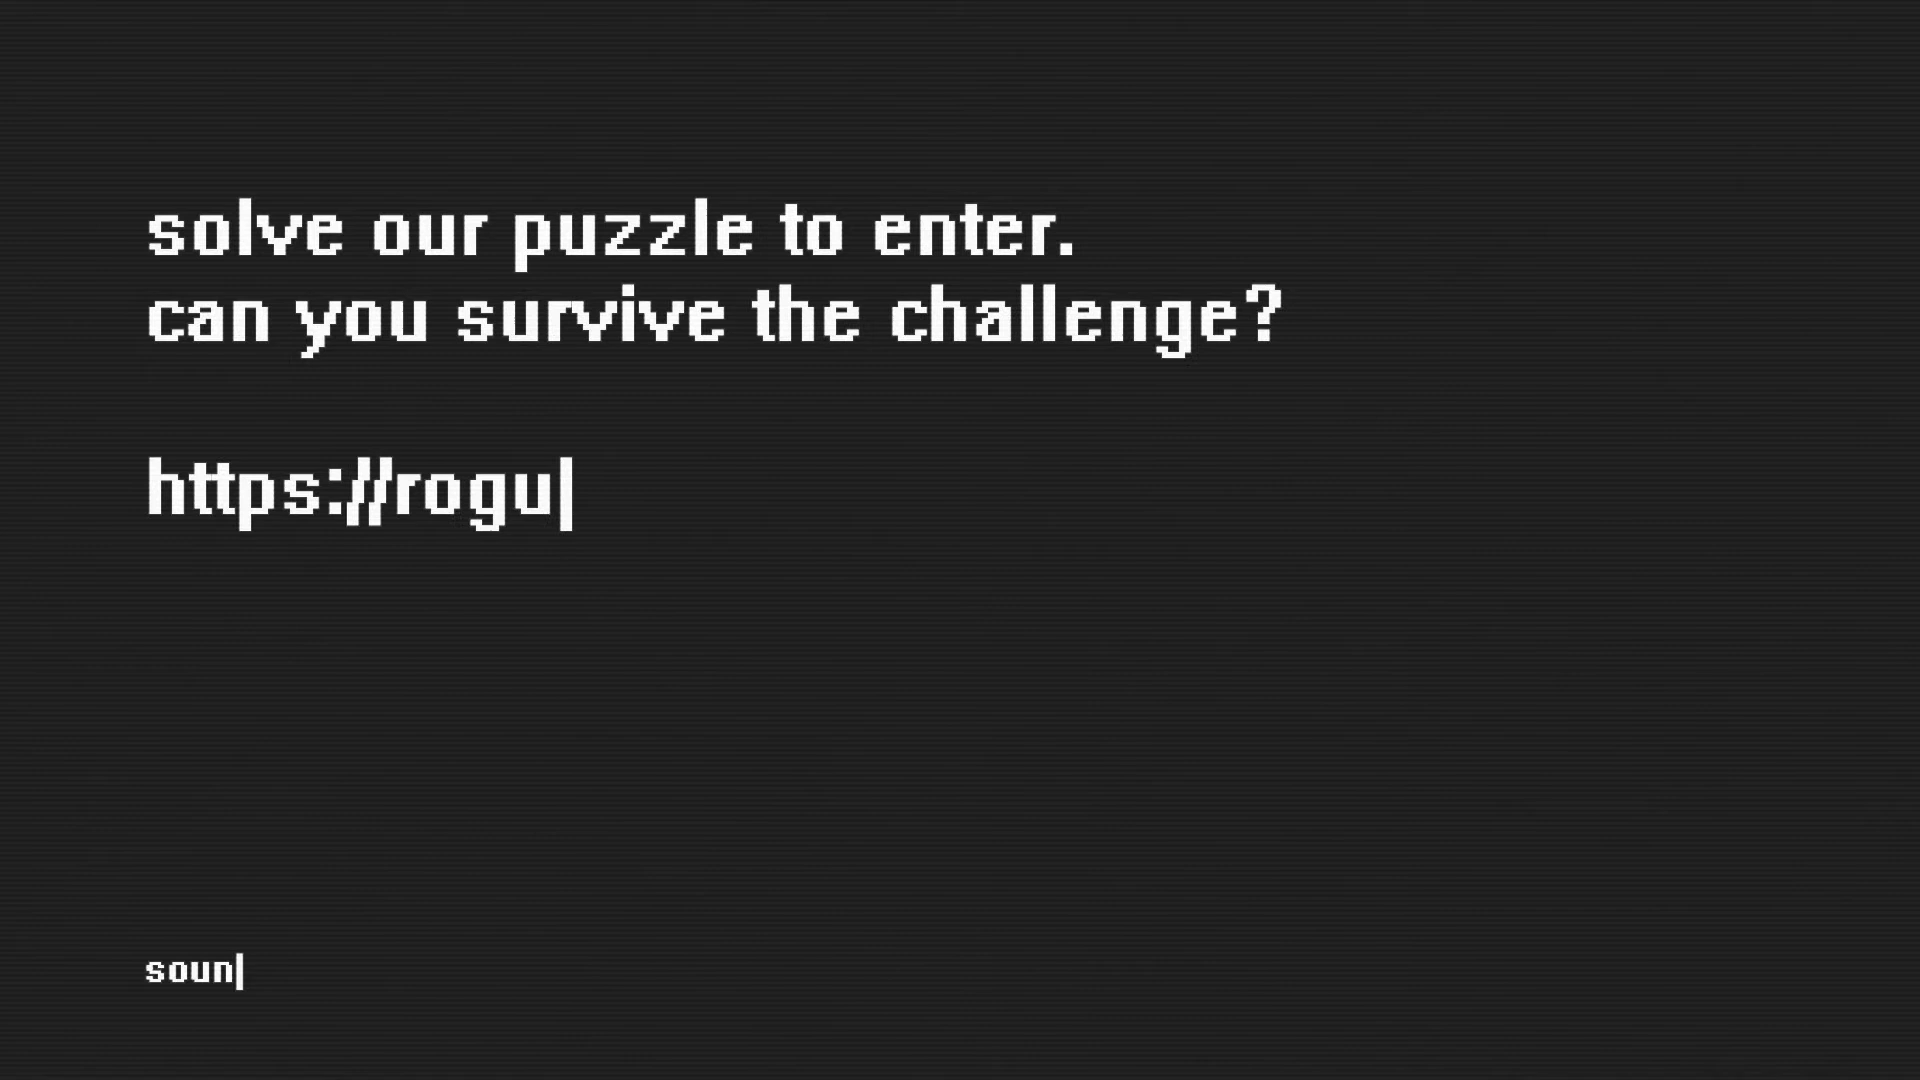 solve our puzzle to enter.
can you survive the challenge?
https://rogu|
soun|